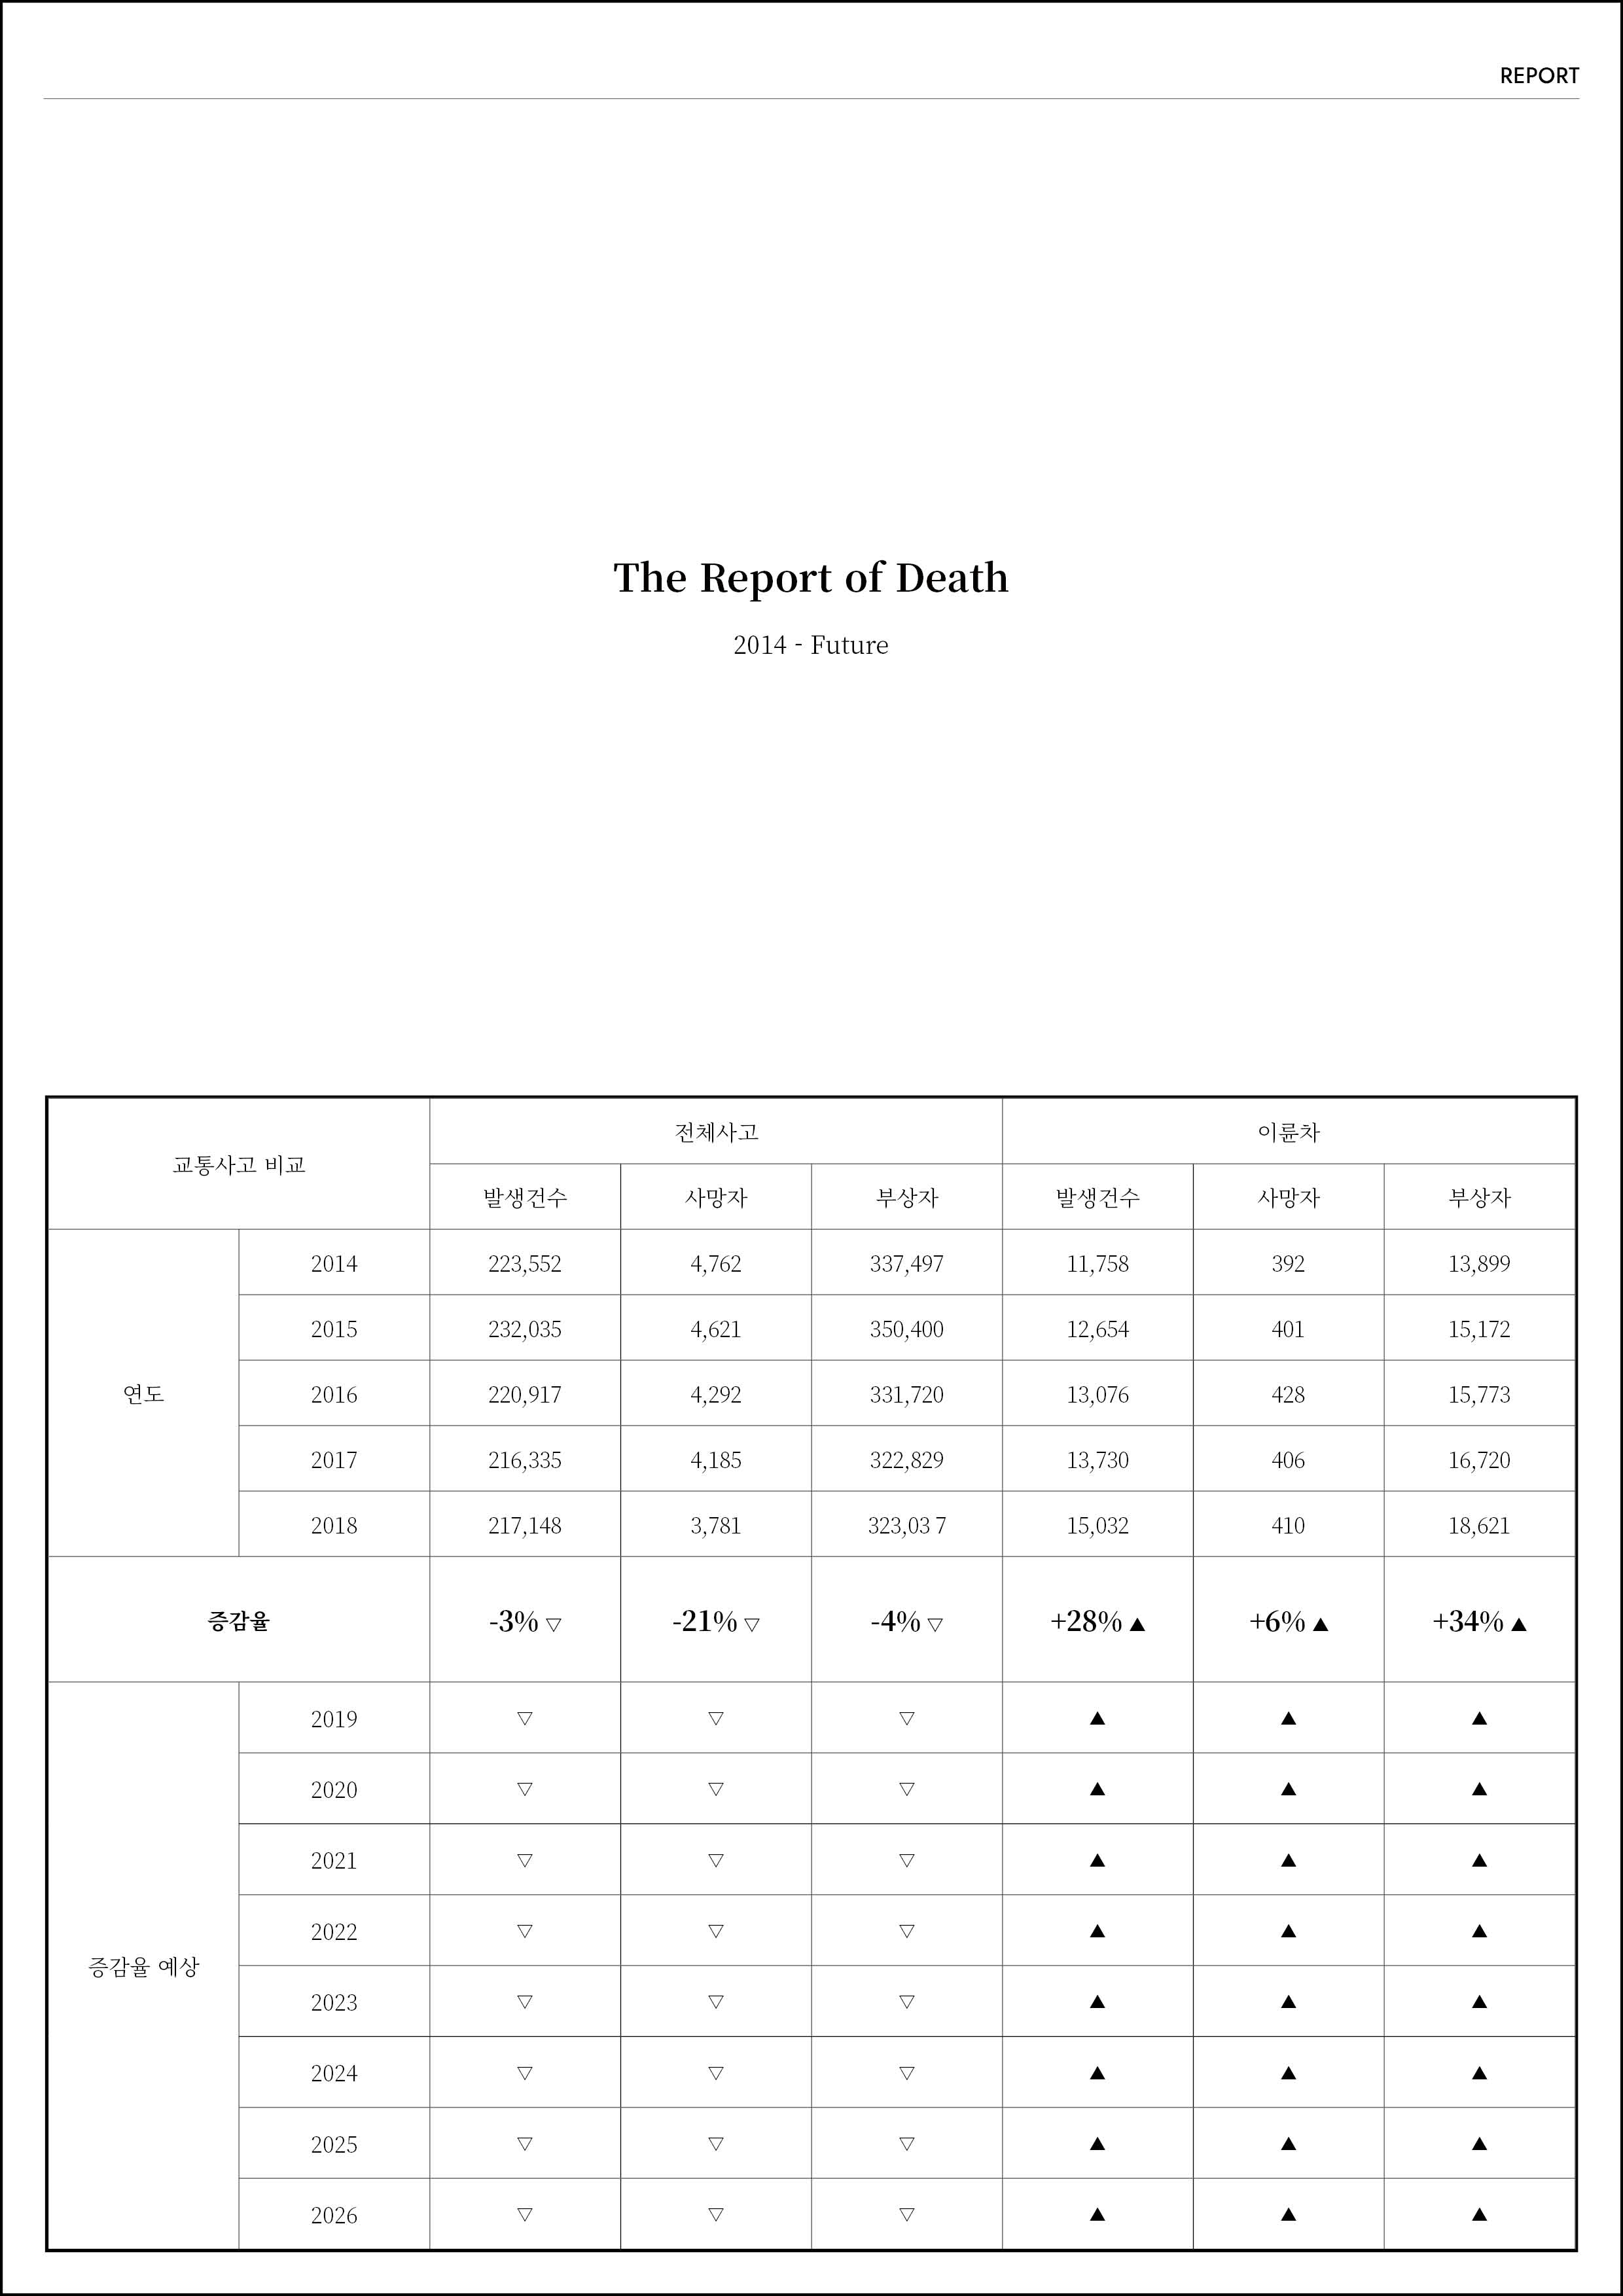 REPORT
The Report of Death
2014 - Future
교통사고 비교 전체사고 이륜차
발생건수 사망자 부상자 발생건수 사망자 부상자
연도
2014 223,552 4,762 337,497 11,758 392 13,899
2015 232,035 4,621 350,400 12,654 401 15,172
2016 220,917 4,292 331,720 13,076 428 15,773
2017 216,335 4,185 322,829 13,730 406 16,720
2018 217,148 3,781 323,03 7 15,032 410 18,621
증감율 -3% ▽ -21% ▽ -4% ▽ +28% ▲ +6% ▲ +34% ▲
증감율 예상
2019 ▽ ▽ ▽ ▲ ▲ ▲
2020 ▽ ▽ ▽ ▲ ▲ ▲
2021 ▽ ▽ ▽ ▲ ▲ ▲
2022 ▽ ▽ ▽ ▲ ▲ ▲
2023 ▽ ▽ ▽ ▲ ▲ ▲
2024 ▽ ▽ ▽ ▲ ▲ ▲
2025 ▽ ▽ ▽ ▲ ▲ ▲
2026 ▽ ▽ ▽ ▲ ▲ ▲